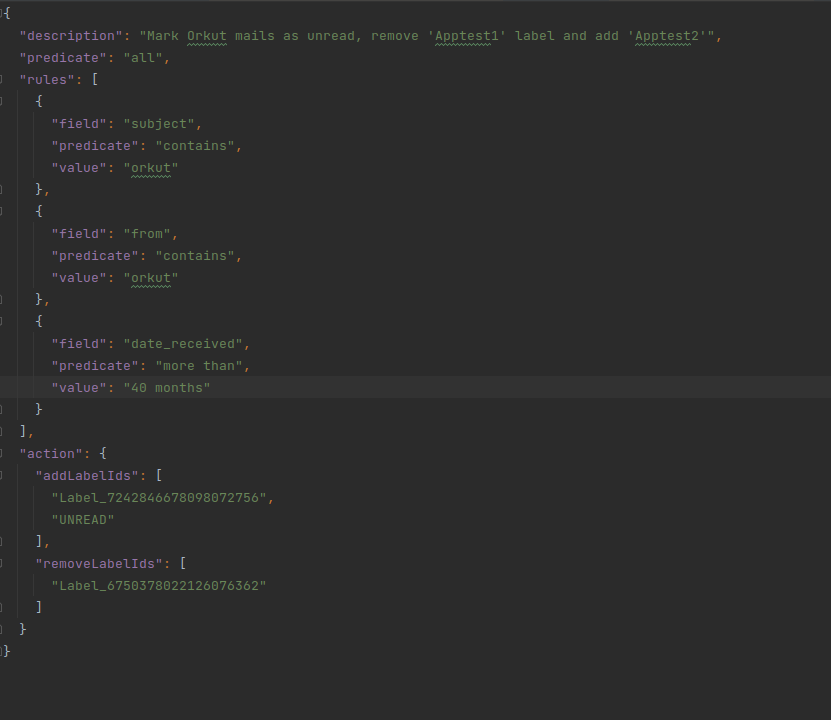 {
"description": "Mark Orkut mails as unread, remove 'Apptest1' label and add 'Apptest2'",
"predicate": "all",
"rules": [
{
"field": "subject",
"predicate": "contains",
"value": "orkut"
},
{
"field": "from",
"predicate": "contains",
"value": "orkut"
},
{
"field": "date_received",
"predicate": "more than",
"value": "40 months"
}
],
"action": {
"addLabelIds": [
"Label_7242846678098072756",
"UNREAD"
],
"removeLabelIds": [
"Label_6750378022126076362"
]
}
}